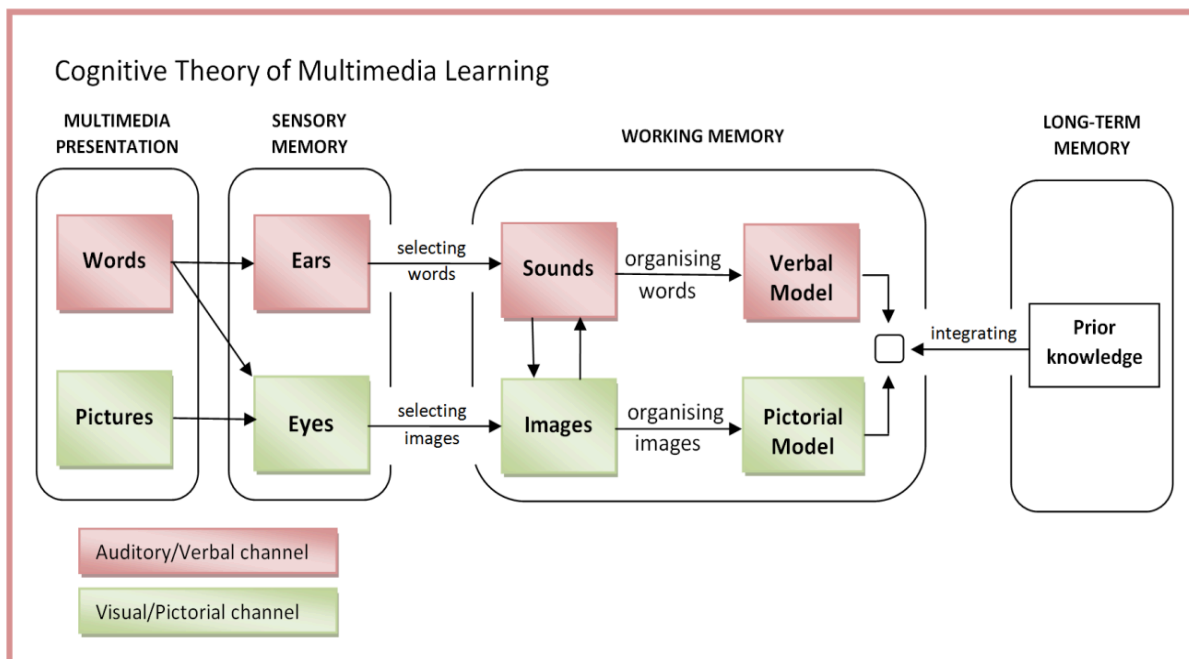 Cognitive Theory of Multimedia Learning
MULTIMEDIA
PRESENTATION
SENSORY
MEMORY
WORKING MEMORY
LONG-TERM
MEMORY
Words
Ears
selecting
words
Sounds
organising
words
Verbal
Model
integrating
Prior
knowledge
Pictures
Eyes
selecting
images
Images
organising
images
Pictorial
Model
Auditory/Verbal channel
Visual/Pictorial channel